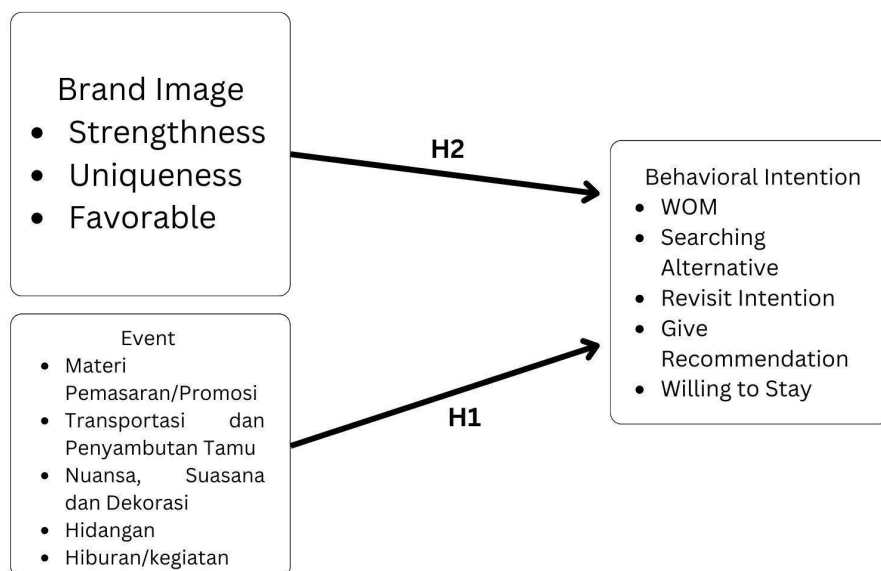 Brand Image
• Strengthness
• Uniqueness
• Favorable
H2
Behavioral Intention
• WOM
• Searching
Alternative
• Revisit Intention
• Give
Recommendation
• Willing to Stay
Event
• Materi
Pemasaran/Promosi
• Transportasi dan
Penyambutan Tamu
• Nuansa, Suasana
dan Dekorasi
• Hidangan
• Hiburan/kegiatan
H1